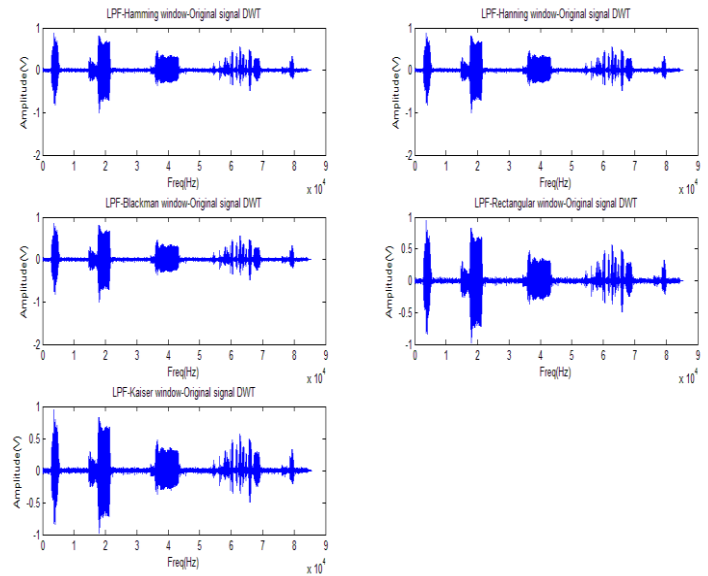 LPF-Hamming window-Original signal DWT
1
0
-1
-2
Amplitude(V)
0 1 2 3 4 5 6 7 8 9
Freq(Hz)
x 10^4
LPF-Hanning window-Original signal DWT
1
0
-1
-2
Amplitude(V)
0 1 2 3 4 5 6 7 8 9
Freq(Hz)
x 10^4
LPF-Blackman window-Original signal DWT
1
0
-1
-2
Amplitude(V)
0 1 2 3 4 5 6 7 8 9
Freq(Hz)
x 10^4
LPF-Rectangular window-Original signal DWT
1
0.5
0
-0.5
-1
Amplitude(V)
0 1 2 3 4 5 6 7 8 9
Freq(Hz)
x 10^4
LPF-Kaiser window-Original signal DWT
1
0.5
0
-0.5
-1
Amplitude(V)
0 1 2 3 4 5 6 7 8 9
Freq(Hz)
x 10^4